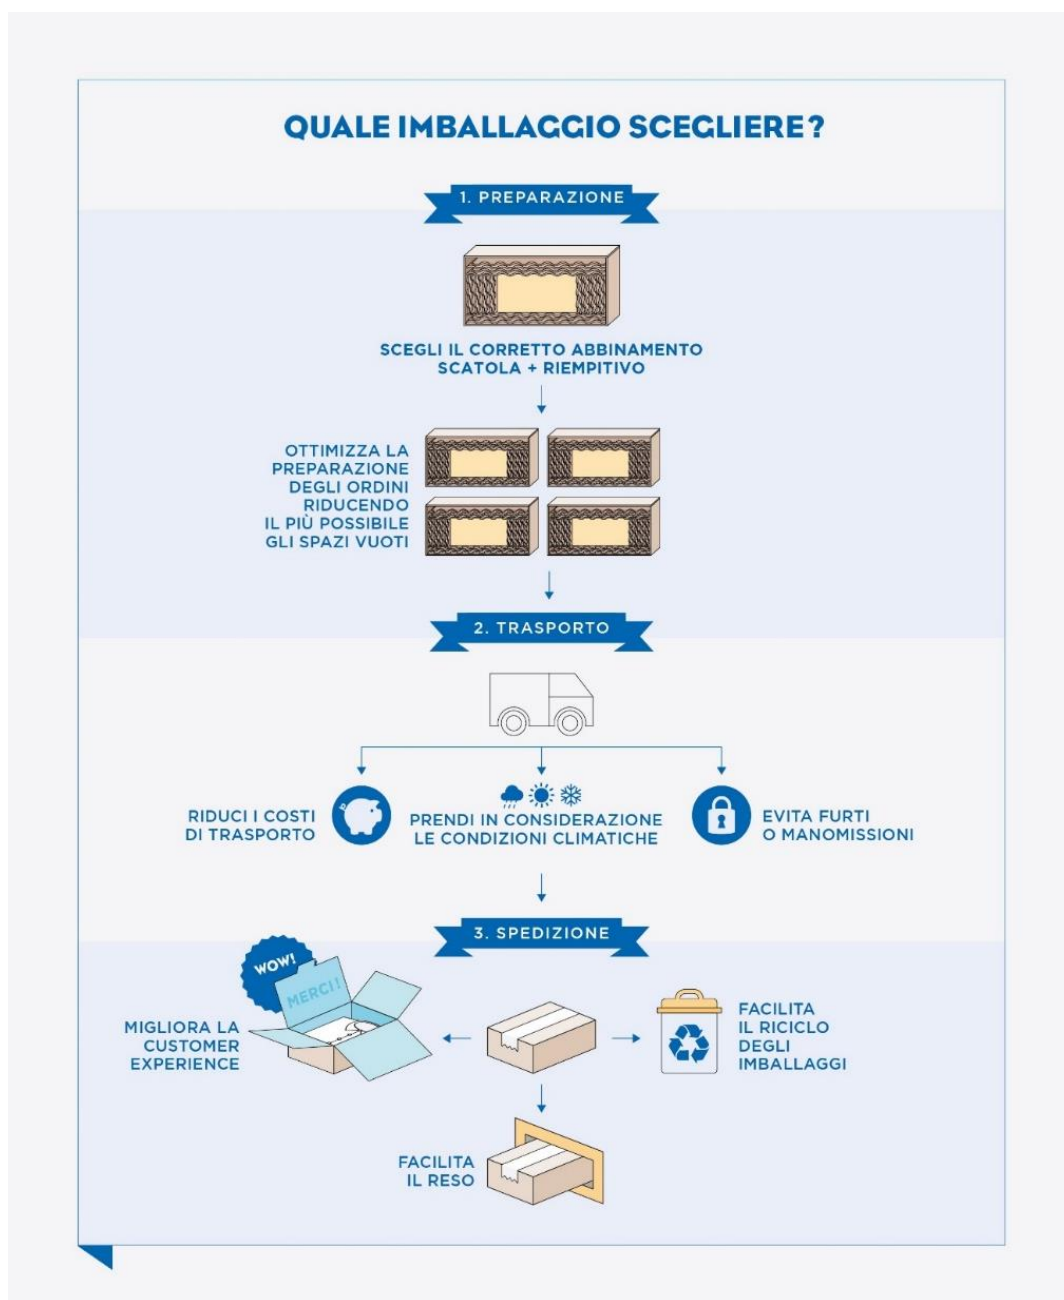 QUALE IMBALLAGGIO SCEGLIERE?
1. PREPARAZIONE
SCEGLI IL CORRETTO ABBINAMENTO
SCATOLA + RIEMPITIVO
OTTIMIZZA LA
PREPARAZIONE
DEGLI ORDINI
RIDUCENDO
IL PIÙ POSSIBILE
GLI SPAZI VUOTI
2. TRASPORTO
RIDUCI I COSTI
DI TRASPORTO
PRENDI IN CONSIDERAZIONE
LE CONDIZIONI CLIMATICHE
EVITA FURTI
O MANOMISSIONI
3. SPEDIZIONE
WOW!
MERCI!
MIGLIORA LA
CUSTOMER
EXPERIENCE
FACILITA
IL RICICLO
DEGLI
IMBALLAGGI
FACILITA
IL RESO